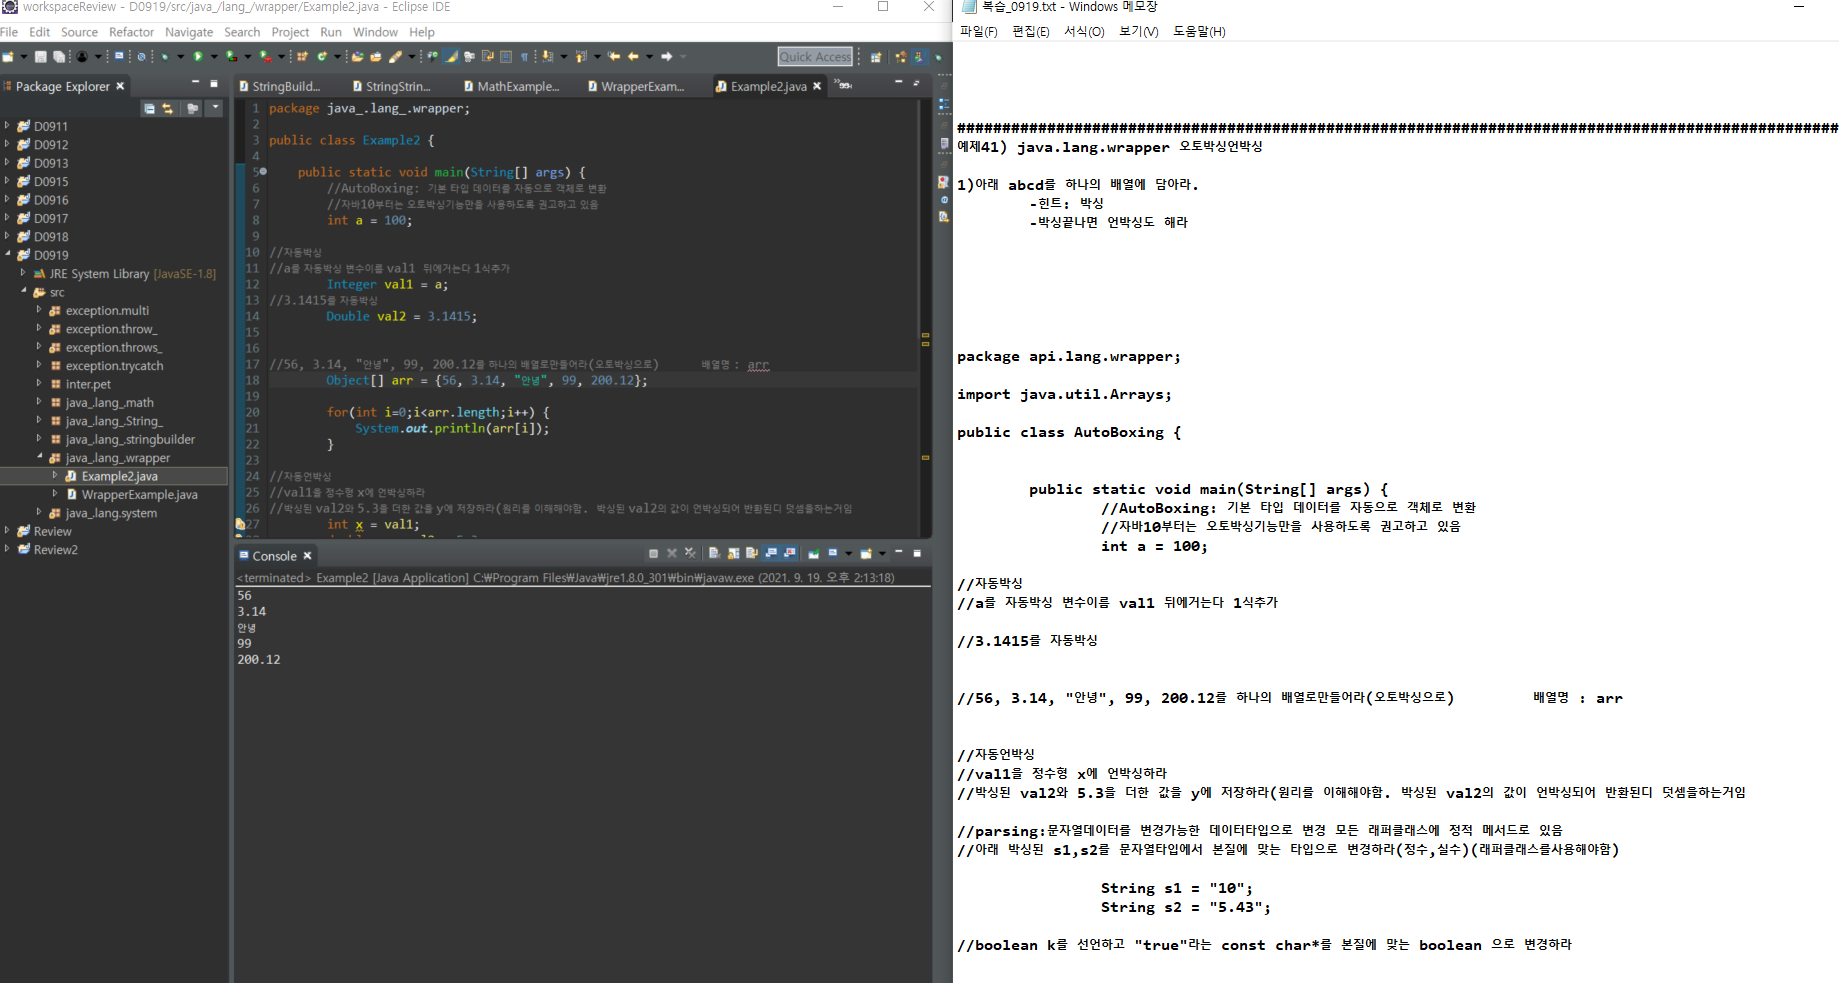 workspaceReview - D0919/src/java_/lang_/wrapper/Example2.java - Eclipse IDE
File Edit Source Refactor Navigate Search Project Run Window Help
Quick Access
Package Explorer
D0911
D0912
D0913
D0915
D0916
D0917
D0918
D0919
JRE System Library [JavaSE-1.8]
src
exception.multi
exception.throw_
exception.throws_
exception.trycatch
inter.pet
java_.lang_.math
java_.lang_.String_
java_.lang_.stringbuilder
java_.lang_.wrapper
Example2.java
WrapperExample.java
java_.lang.system
Review
Review2
StringBuild... StringStrin... MathExample... WrapperExam... Example2.java
1 package java_.lang_.wrapper;
2
3 public class Example2 {
4
5 public static void main(String[] args) {
6 //AutoBoxing: 기본 타입 데이터를 자동으로 객체로 변환
7 //자바10부터는 오토박싱기능만을 사용하도록 권고하고 있음
8 int a = 100;
9
10 //자동박싱
11 //a를 자동박싱 변수이름 val1 뒤에거는다 1식추가
12 Integer val1 = a;
13 //3.1415를 자동박싱
14 Double val2 = 3.1415;
15
16
17 //56, 3.14, "안녕", 99, 200.12를 하나의 배열로만들어라(오토박싱으로) 배열명 : arr
18 Object[] arr = {56, 3.14, "안녕", 99, 200.12};
19
20 for(int i=0;i<arr.length;i++) {
21 System.out.println(arr[i]);
22 }
23
24 //자동언박싱
25 //val1을 정수형 x에 언박싱하라
26 //박싱된 val2와 5.3을 더한 값을 y에 저장하라(원리를 이해해야함. 박싱된 val2의 값이 언박싱되어 반환된디 덧셈을하는거임
27 int x = val1;
Console
<terminated> Example2 [Java Application] C:₩Program Files₩Java₩jre1.8.0_301₩bin₩javaw.exe (2021. 9. 19. 오후 2:13:18)
56
3.14
안녕
99
200.12
복습_0919.txt - Windows 메모장
파일(F) 편집(E) 서식(O) 보기(V) 도움말(H)
##################################################################################################
예제41) java.lang.wrapper 오토박싱언박싱
1)아래 abcd를 하나의 배열에 담아라.
-힌트: 박싱
-박싱끝나면 언박싱도 해라
package api.lang.wrapper;
import java.util.Arrays;
public class AutoBoxing {
public static void main(String[] args) {
//AutoBoxing: 기본 타입 데이터를 자동으로 객체로 변환
//자바10부터는 오토박싱기능만을 사용하도록 권고하고 있음
int a = 100;
//자동박싱
//a를 자동박싱 변수이름 val1 뒤에거는다 1식추가
//3.1415를 자동박싱
//56, 3.14, "안녕", 99, 200.12를 하나의 배열로만들어라(오토박싱으로) 배열명 : arr
//자동언박싱
//val1을 정수형 x에 언박싱하라
//박싱된 val2와 5.3을 더한 값을 y에 저장하라(원리를 이해해야함. 박싱된 val2의 값이 언박싱되어 반환된디 덧셈을하는거임
//parsing:문자열데이터를 변경가능한 데이터타입으로 변경 모든 래퍼클래스에 정적 메서드로 있음
//아래 박싱된 s1,s2를 문자열타입에서 본질에 맞는 타입으로 변경하라(정수,실수)(래퍼클래스를사용해야함)
String s1 = "10";
String s2 = "5.43";
//boolean k를 선언하고 "true"라는 const char*를 본질에 맞는 boolean 으로 변경하라